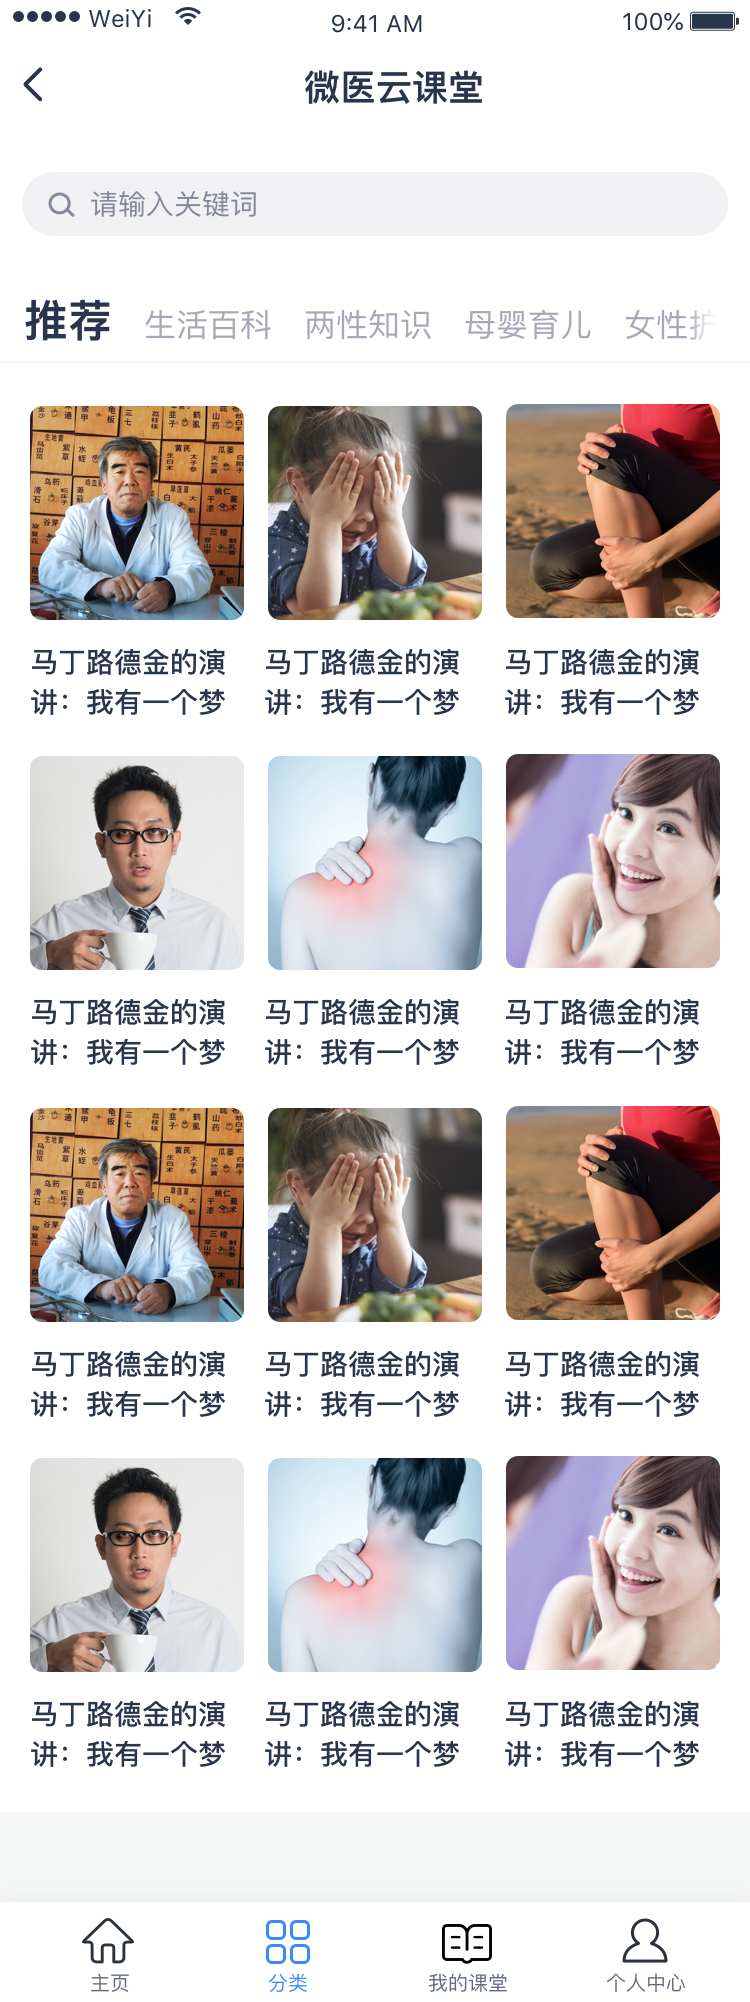 WeiYi 9:41 AM 100%
微医云课堂
请输入关键词
推荐 生活百科 两性知识 母婴育儿 女性护
马丁路德金的演 马丁路德金的演 马丁路德金的演
讲：我有一个梦 讲：我有一个梦 讲：我有一个梦
马丁路德金的演 马丁路德金的演 马丁路德金的演
讲：我有一个梦 讲：我有一个梦 讲：我有一个梦
马丁路德金的演 马丁路德金的演 马丁路德金的演
讲：我有一个梦 讲：我有一个梦 讲：我有一个梦
马丁路德金的演 马丁路德金的演 马丁路德金的演
讲：我有一个梦 讲：我有一个梦 讲：我有一个梦
主页 分类 我的课堂 个人中心